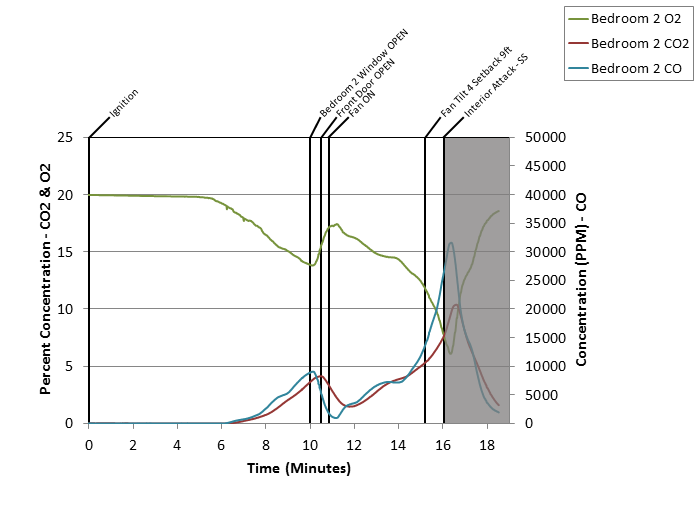 Bedroom 2 O2
Bedroom 2 CO2
Bedroom 2 CO
Ignition
Bedroom 2 Window OPEN
Front Door OPEN
Fan ON
Fan Tilt 4 Setback 9ft
Interior Attack - SS
25
20
15
10
5
0
Percent Concentration - CO2 & O2
50000
45000
40000
35000
30000
25000
20000
15000
10000
5000
0
Concentration (PPM) - CO
0 2 4 6 8 10 12 14 16 18
Time (Minutes)